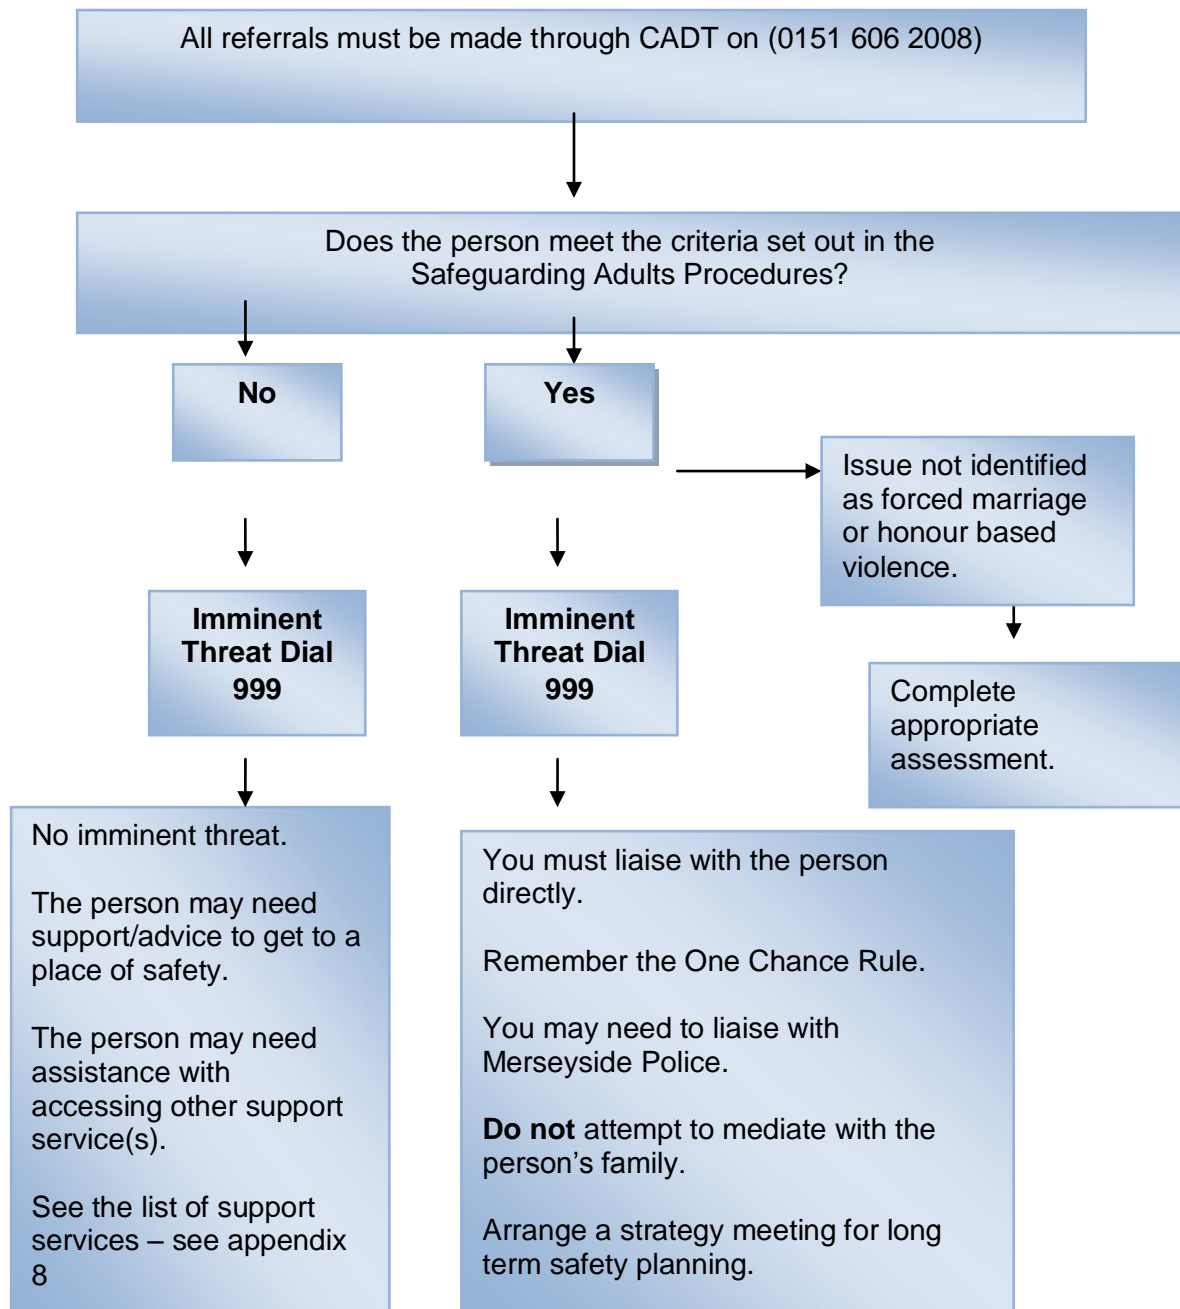 All referrals must be made through CADT on (0151 606 2008)
Does the person meet the criteria set out in the
Safeguarding Adults Procedures?
No
Yes
Issue not identified
as forced marriage
or honour based
violence.
Imminent
Threat Dial
999
Imminent
Threat Dial
999
Complete
appropriate
assessment.
No imminent threat.
The person may need
support/advice to get to a
place of safety.
The person may need
assistance with
accessing other support
service(s).
See the list of support
services – see appendix
8
You must liaise with the person
directly.
Remember the One Chance Rule.
You may need to liaise with
Merseyside Police.
Do not attempt to mediate with the
person’s family.
Arrange a strategy meeting for long
term safety planning.